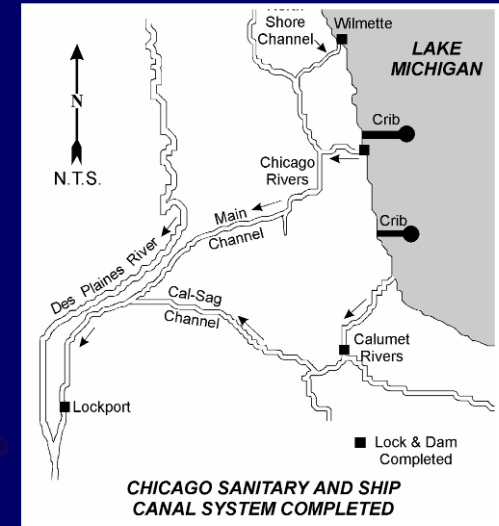 Shore
Channel
Wilmette
LAKE
MICHIGAN
N
N.T.S.
Crib
Chicago
Rivers
Main
Channel
Crib
Des Plaines River
Cal-Sag
Channel
Calumet
Rivers
Lockport
Lock & Dam
Completed
CHICAGO SANITARY AND SHIP
CANAL SYSTEM COMPLETED